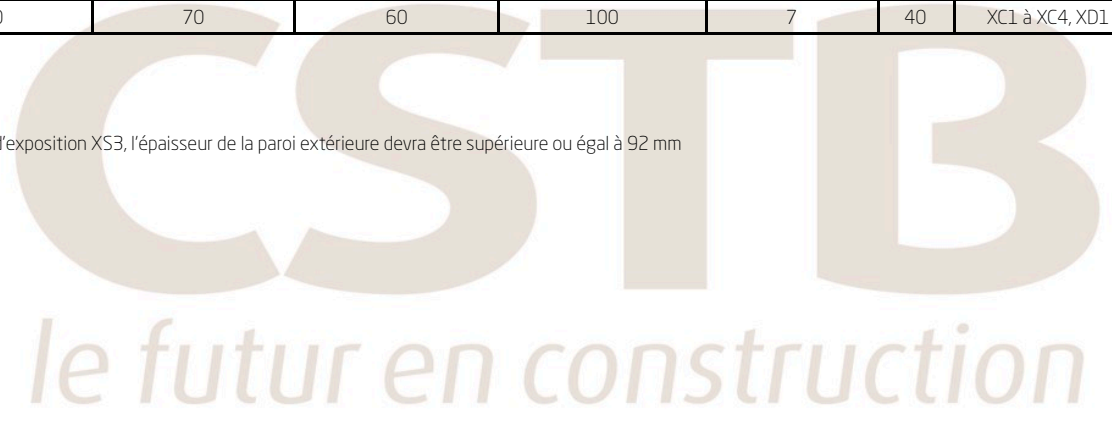 0 70 60 100 7 40 XC1 à XC4, XD1
l'exposition XS3, l'épaisseur de la paroi extérieure devra être supérieure ou égal à 92 mm
CSTB
le futur en construction